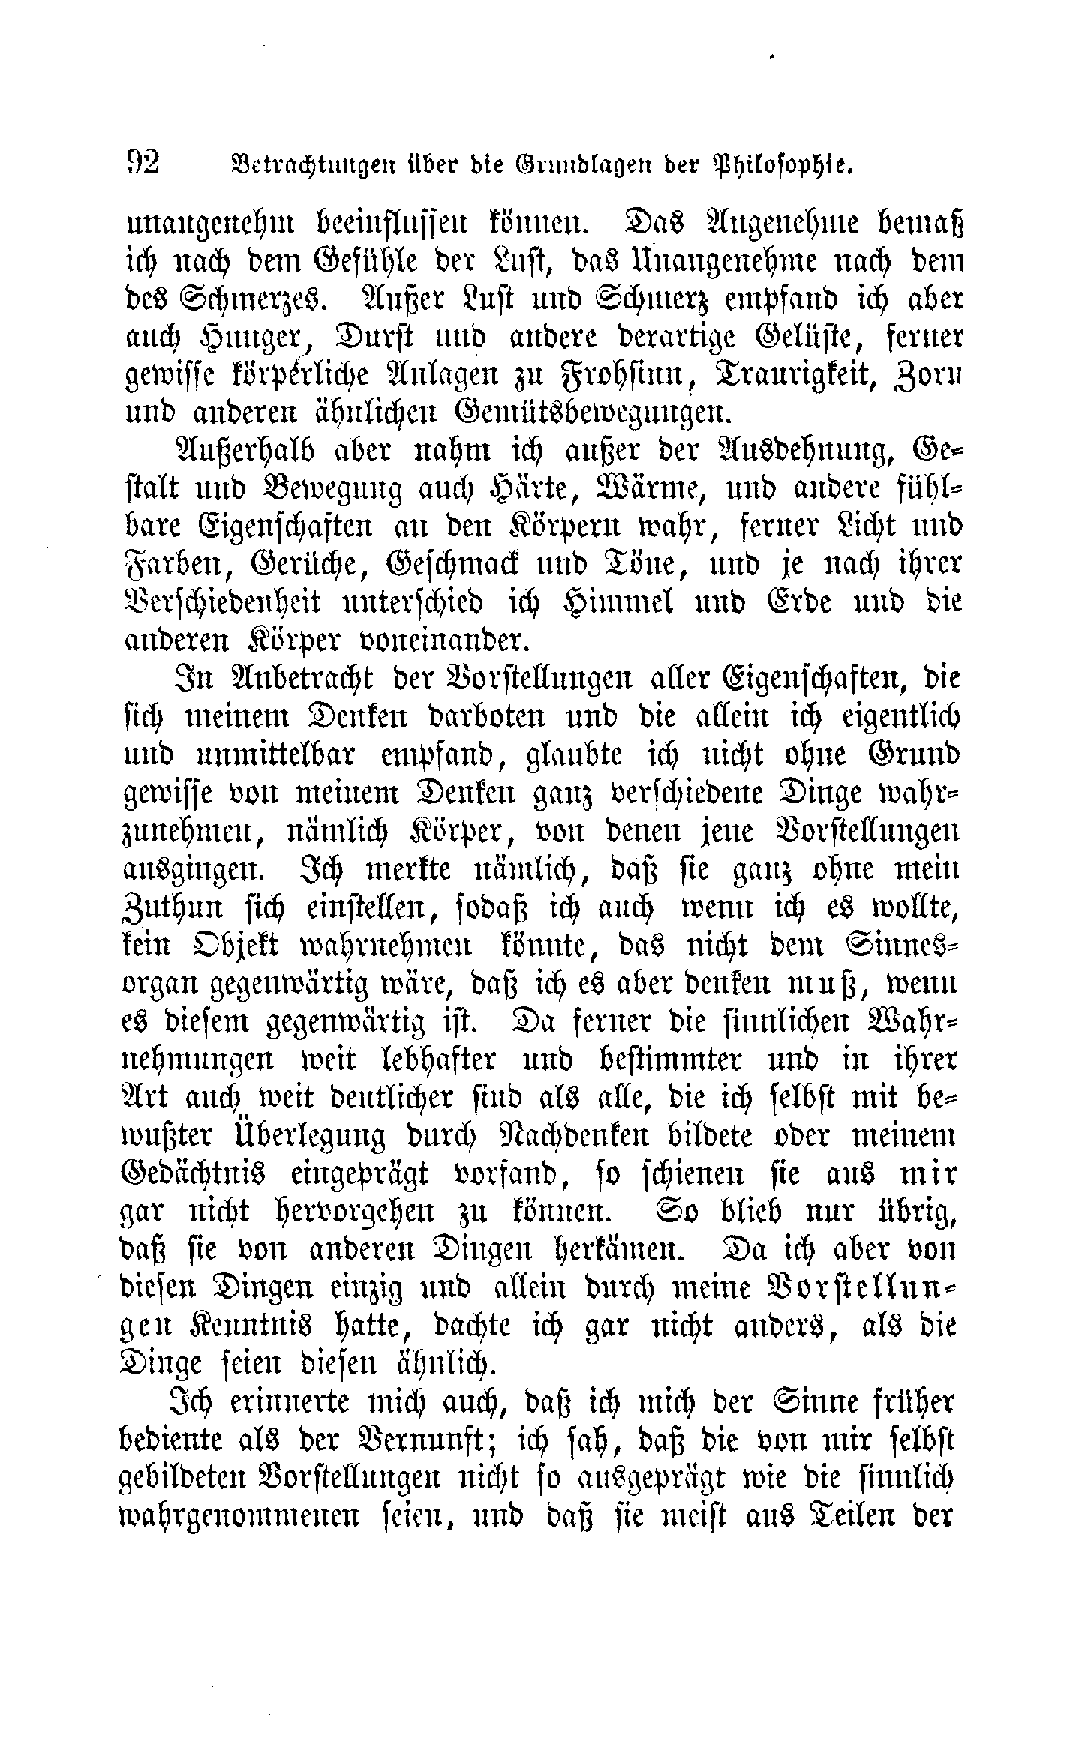 92 Betrachtungen über die Grundlagen der Philosophie.
unangenehm beeinflussen können. Das Angenehme bemaß
ich nach dem Gefühle der Lust, das Unangenehme nach dem
des Schmerzes. Außer Lust und Schmerz empfand ich aber
auch Hunger, Durst und andere derartige Gelüste, ferner
gewisse körperliche Anlagen zu Frohsinn, Traurigkeit, Zorn
und anderen ähnlichen Gemütsbewegungen.
Außerhalb aber nahm ich außer der Ausdehnung, Ge-
stalt und Bewegung auch Härte, Wärme, und andere fühl-
bare Eigenschaften an den Körpern wahr, ferner Licht und
Farben, Gerüche, Geschmack und Töne, und je nach ihrer
Verschiedenheit unterschied ich Himmel und Erde und die
anderen Körper voneinander.
In Anbetracht der Vorstellungen aller Eigenschaften, die
sich meinem Denken darboten und die allein ich eigentlich
und unmittelbar empfand, glaubte ich nicht ohne Grund
gewisse von meinem Denken ganz verschiedene Dinge wahr-
zunehmen, nämlich Körper, von denen jene Vorstellungen
ausgingen. Ich merkte nämlich, daß sie ganz ohne mein
Zuthun sich einstellen, sodaß ich auch wenn ich es wollte,
kein Objekt wahrnehmen könnte, das nicht dem Sinnes-
organ gegenwärtig wäre, daß ich es aber denken muß, wenn
es diesem gegenwärtig ist. Da ferner die sinnlichen Wahr-
nehmungen weit lebhafter und bestimmter und in ihrer
Art auch weit deutlicher sind als alle, die ich selbst mit be-
wußter Überlegung durch Nachdenken bildete oder meinem
Gedächtnis eingeprägt vorfand, so schienen sie aus mir
gar nicht hervorgehen zu können. So blieb nur übrig,
daß sie von anderen Dingen herkämen. Da ich aber von
diesen Dingen einzig und allein durch meine Vorstellun-
gen Kenntnis hatte, dachte ich gar nicht anders, als die
Dinge seien diesen ähnlich.
Ich erinnerte mich auch, daß ich mich der Sinne früher
bediente als der Vernunft; ich sah, daß die von mir selbst
gebildeten Vorstellungen nicht so ausgeprägt wie die sinnlich
wahrgenommenen seien, und daß sie meist aus Teilen der